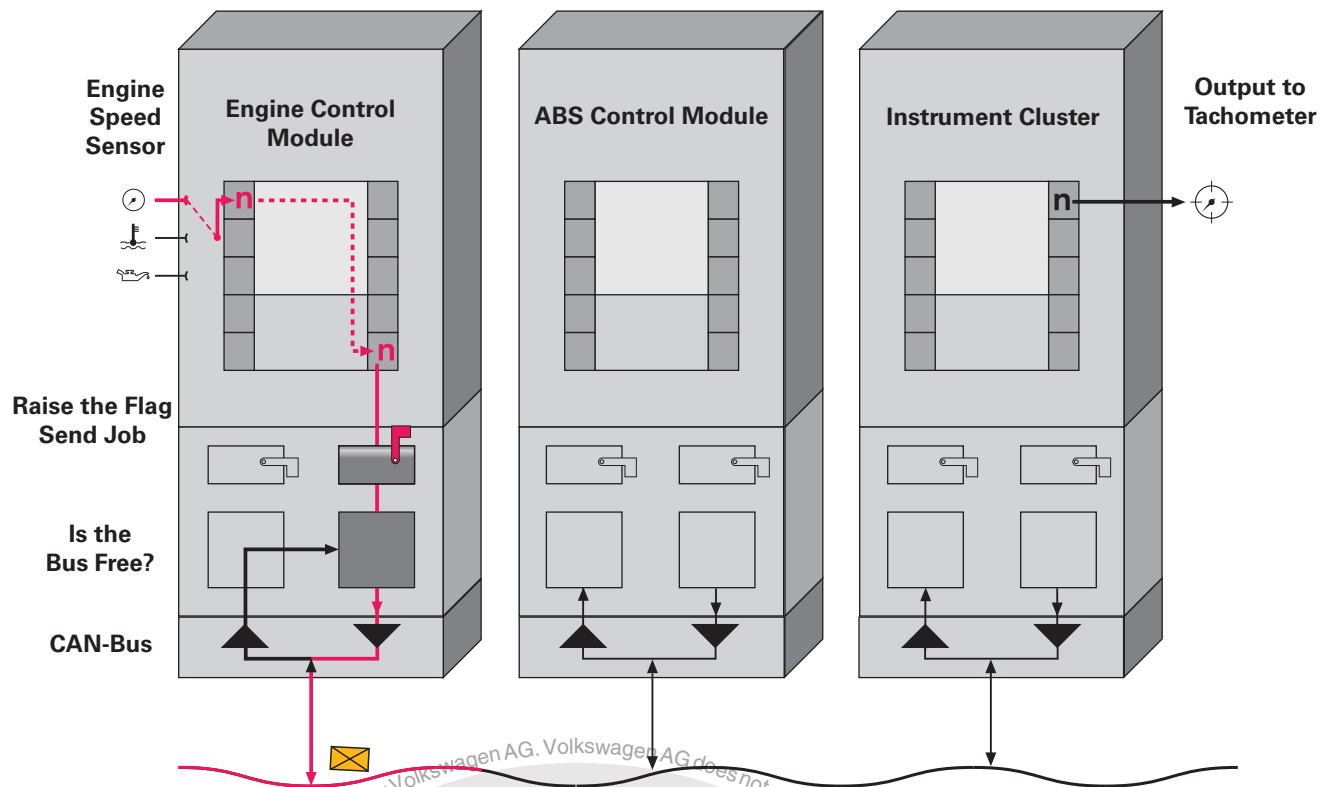 Engine
Speed
Sensor
Engine Control
Module
ABS Control Module
Instrument Cluster
Output to
Tachometer
n
n
n
Raise the Flag
Send Job
Is the
Bus Free?
CAN-Bus
Volkswagen AG. Volkswagen AG does not